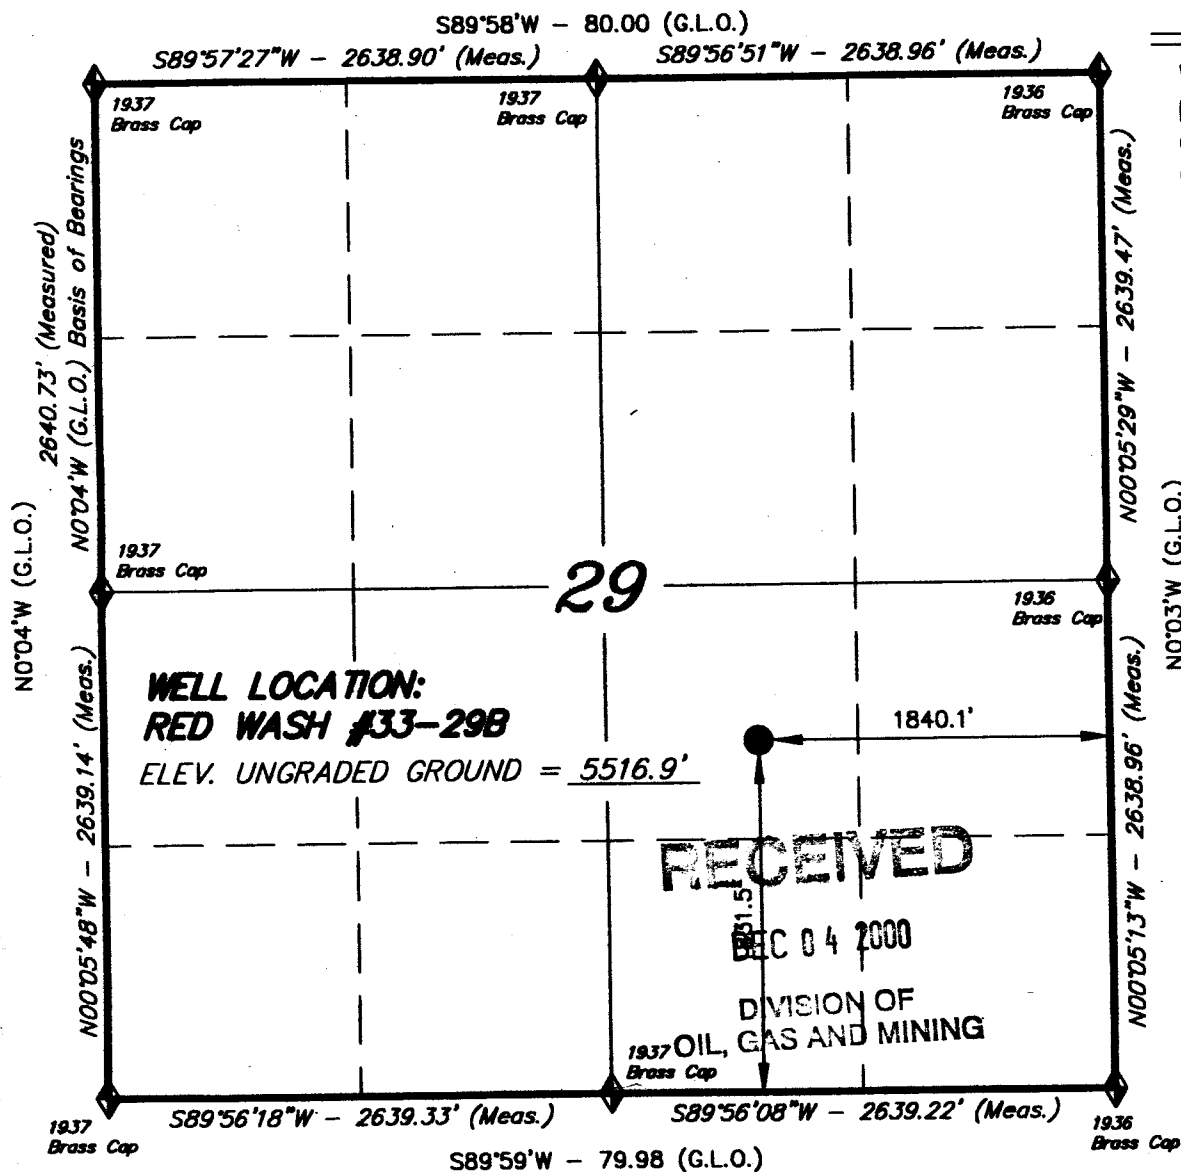 S89°58'W – 80.00 (G.L.O.)
S89°57'27"W – 2638.90' (Meas.)
S89°56'51"W – 2638.96' (Meas.)
1937
Brass Cap
1937
Brass Cap
1936
Brass Cap
N0°04'W (G.L.O.)
2640.73' (Measured)
N0°04'W (G.L.O.) Basis of Bearings
N00°05'29"W – 2639.47' (Meas.)
N0°03'W (G.L.O.)
1937
Brass Cap
29
1936
Brass Cap
WELL LOCATION:
RED WASH #33-29B
ELEV. UNGRADED GROUND = 5516.9'
1840.1'
N00°05'48"W – 2639.14' (Meas.)
N00°05'13"W – 2638.96' (Meas.)
RECEIVED
DEC 04 2000
DIVISION OF
OIL, GAS AND MINING
1937
Brass Cap
1937
Brass Cap
S89°56'18"W – 2639.33' (Meas.)
S89°56'08"W – 2639.22' (Meas.)
1936
Brass Cap
S89°59'W – 79.98 (G.L.O.)